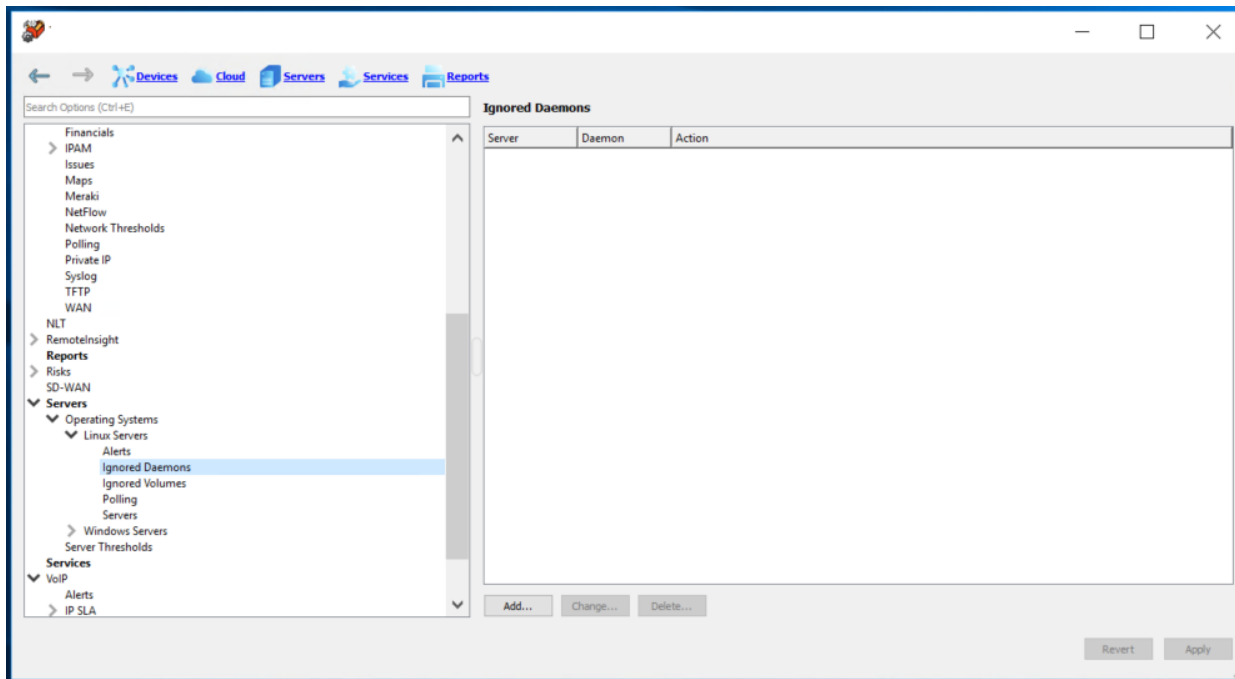 Devices Cloud Servers Services Reports
Search Options (Ctrl+E)
Financials
IPAM
Issues
Maps
Meraki
NetFlow
Network Thresholds
Polling
Private IP
Syslog
TFTP
WAN
NLT
RemoteInsight
Reports
Risks
SD-WAN
Servers
Operating Systems
Linux Servers
Alerts
Ignored Daemons
Ignored Volumes
Polling
Servers
Windows Servers
Server Thresholds
Services
VoIP
Alerts
IP SLA
Ignored Daemons
Server Daemon Action
Add... Change... Delete...
Revert Apply